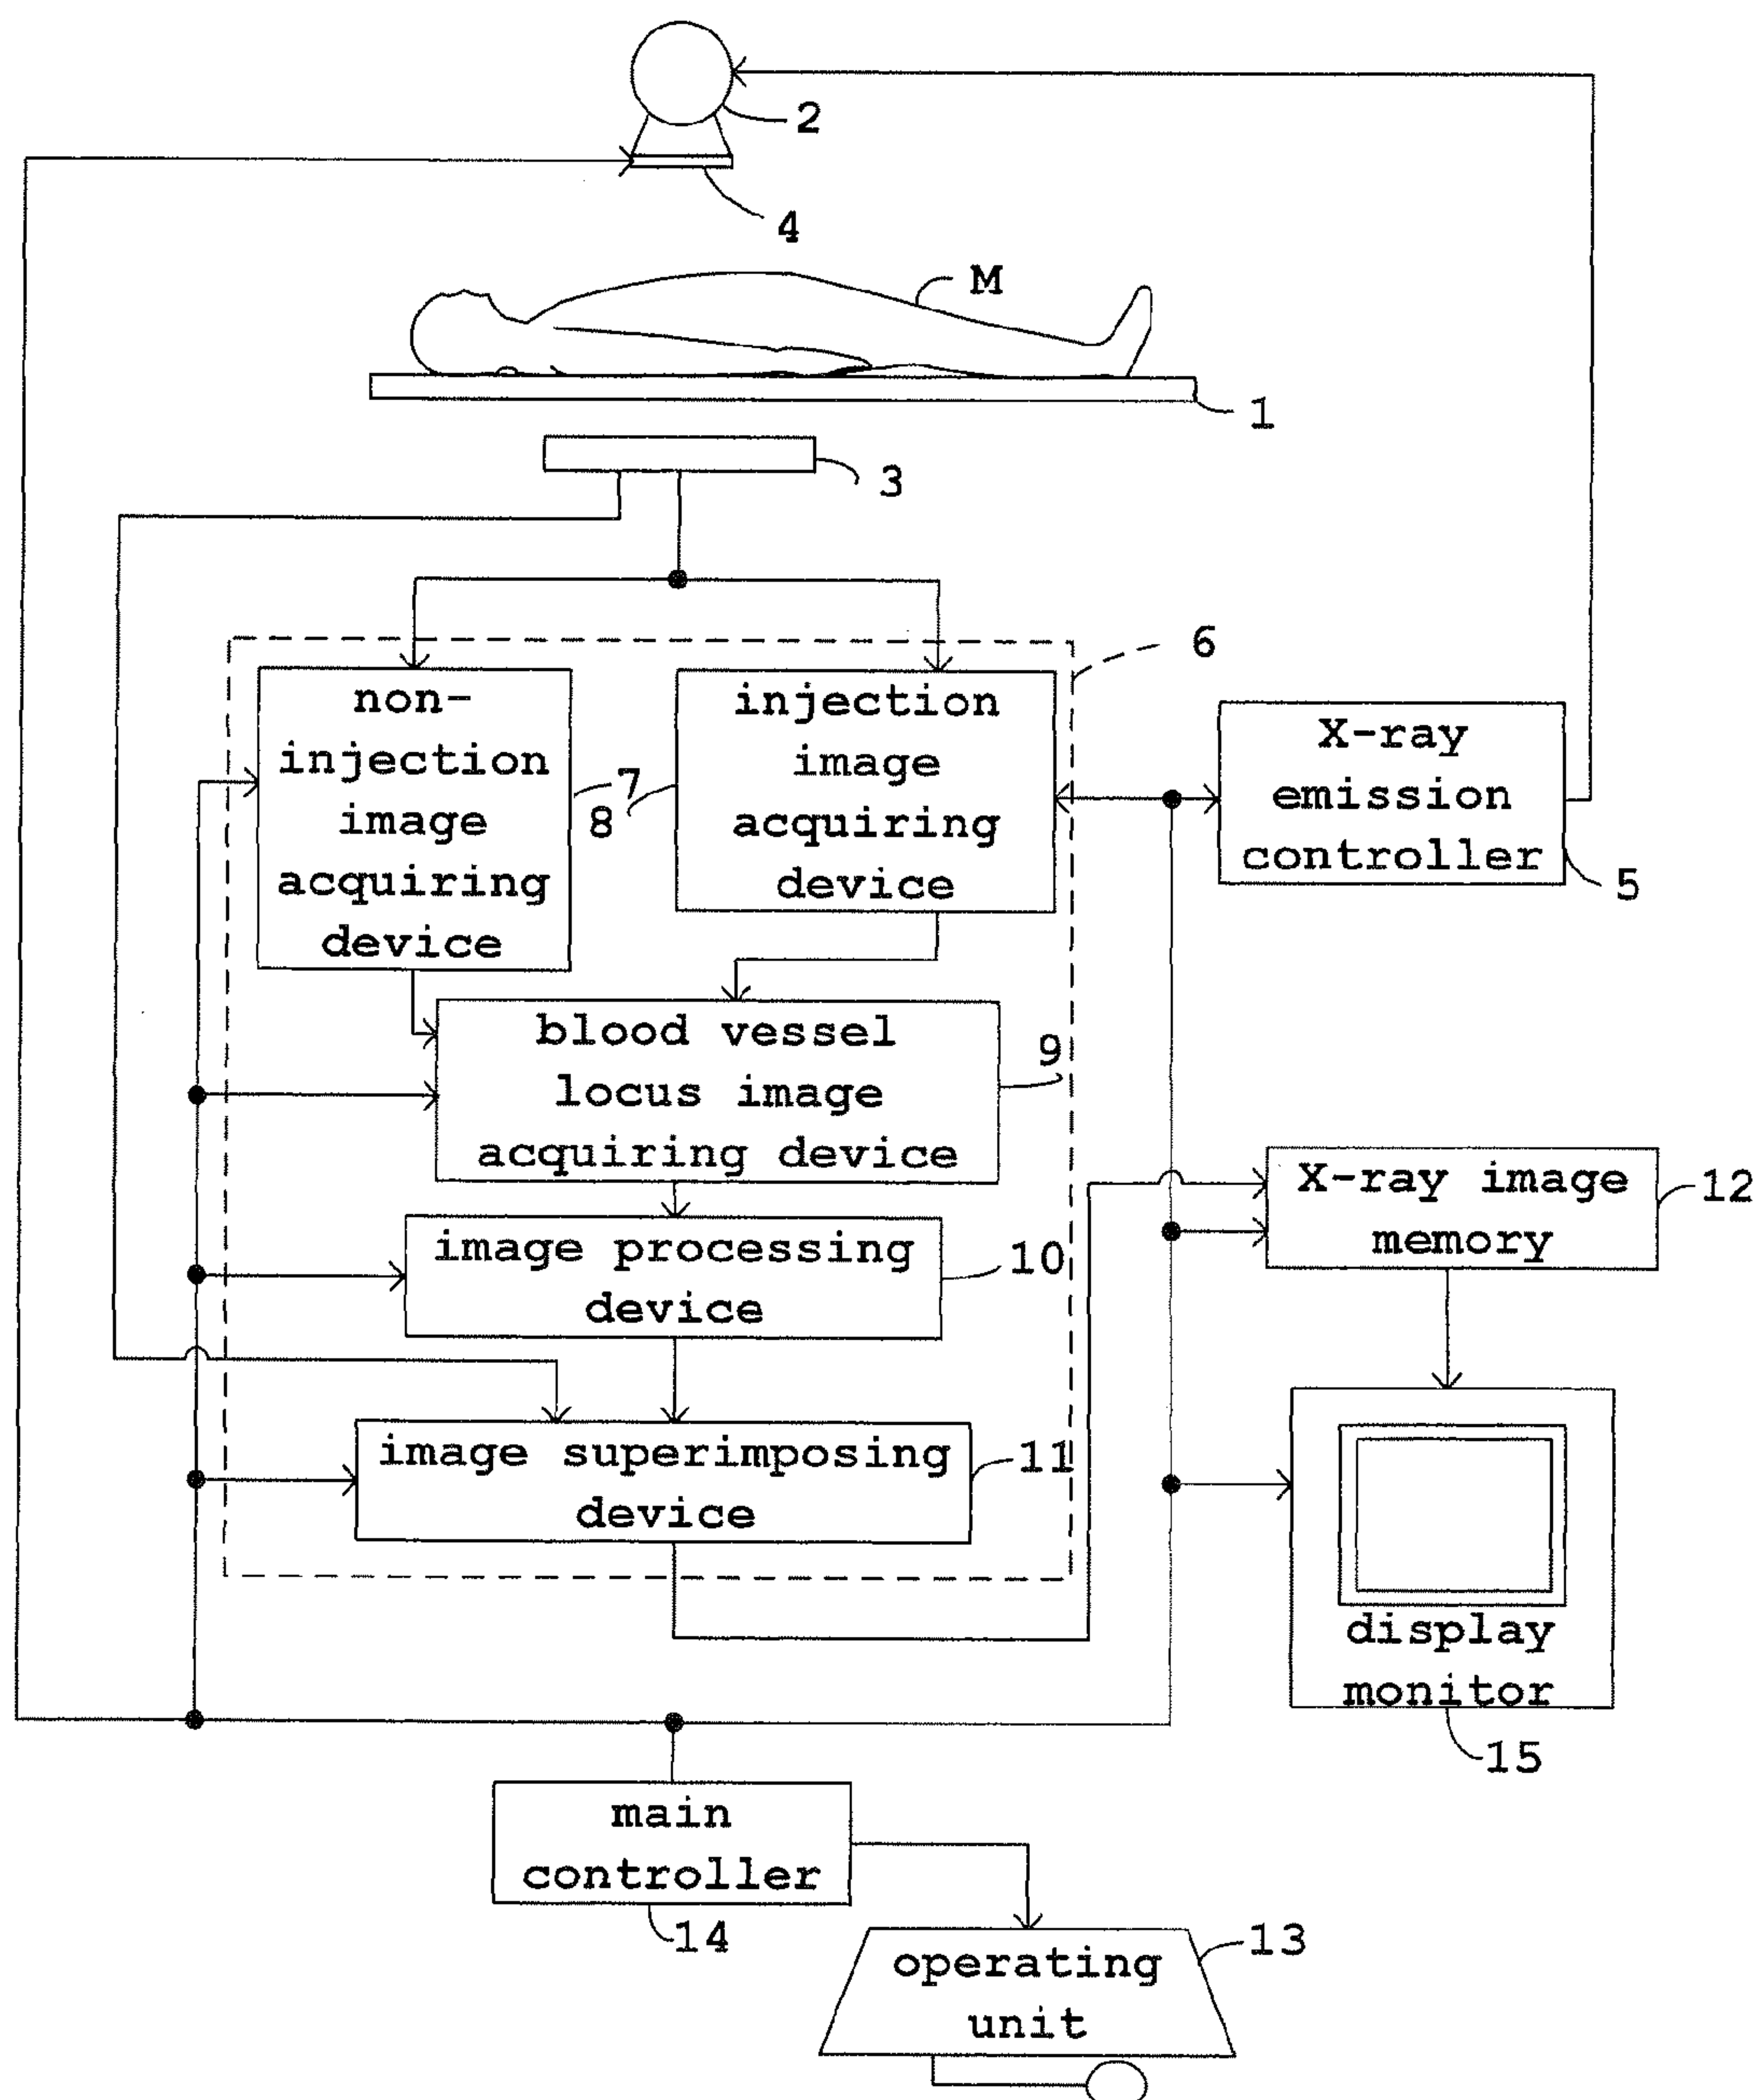 2
4
M
1
3
6
non-
injection
image
acquiring
device
7
8
injection
image
acquiring
device
X-ray
emission
controller
5
blood vessel
locus image
acquiring device
9
X-ray image
memory
12
image processing
device
10
image superimposing
device
11
display
monitor
15
main
controller
14
operating
unit
13